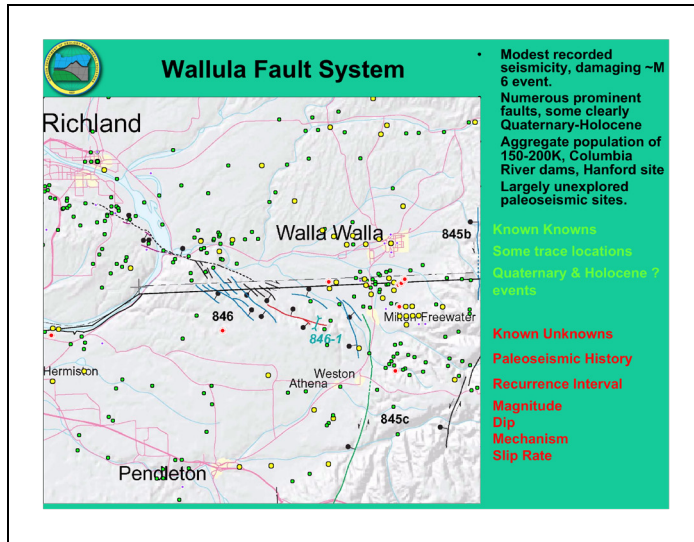 Wallula Fault System
• Modest recorded
seismicity, damaging ~M
6 event.
Numerous prominent
faults, some clearly
Quaternary-Holocene
Aggregate population of
150-200K, Columbia
River dams, Hanford site
Largely unexplored
paleoseismic sites.
Known Knowns
Some trace locations
Quaternary & Holocene ?
events
Known Unknowns
Paleoseismic History
Recurrence Interval
Magnitude
Dip
Mechanism
Slip Rate
Richland
Walla Walla
845b
846
846-1
Milton Freewater
Hermiston
Weston
Athena
845c
Pendleton